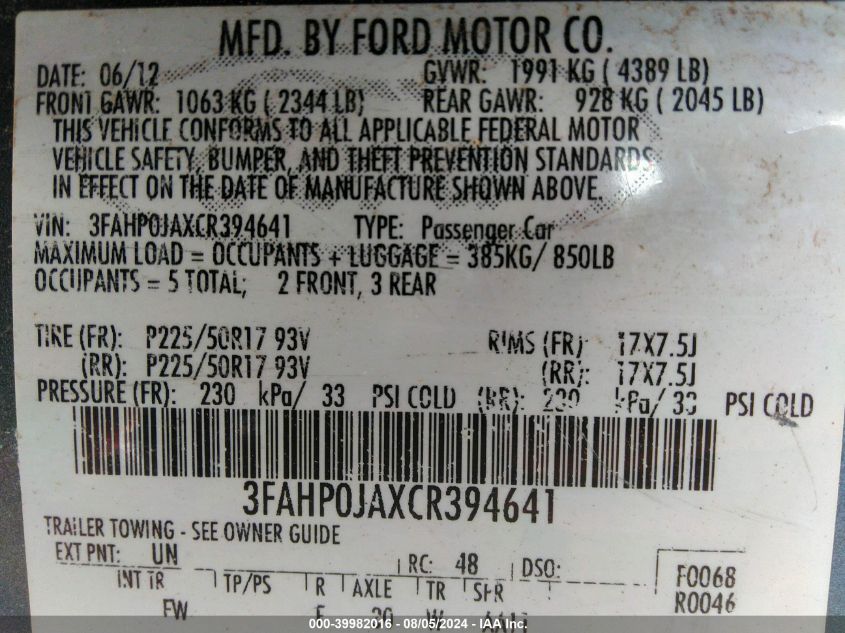 MFD. BY FORD MOTOR CO.
DATE: 06/12 GVWR: 1991 KG ( 4389 LB)
FRONT GAWR: 1063 KG ( 2344 LB) REAR GAWR: 928 KG ( 2045 LB)
THIS VEHICLE CONFORMS TO ALL APPLICABLE FEDERAL MOTOR
VEHICLE SAFETY, BUMPER, AND THEFT PREVENTION STANDARDS
IN EFFECT ON THE DATE OF MANUFACTURE SHOWN ABOVE.
VIN: 3FAHP0JAXCR394641 TYPE: Passenger Car
MAXIMUM LOAD = OCCUPANTS + LUGGAGE = 385KG/ 850LB
OCCUPANTS = 5 TOTAL; 2 FRONT, 3 REAR
TIRE (FR): P225/50R17 93V RIMS (FR) 17X7.5J
(RR): P225/50R17 93V (RR): 17X7.5J
PRESSURE (FR): 230 kPa/ 33 PSI COLD (RR): 230 kPa/ 33 PSI COLD
3FAHP0JAXCR394641
TRAILER TOWING - SEE OWNER GUIDE
EXT PNT: UN RC: 48 DSO: F0068
INT TR TP/PS R AXLE TR SPR R0046
FW
000-39982016 - 08/05/2024 - IAAI.com